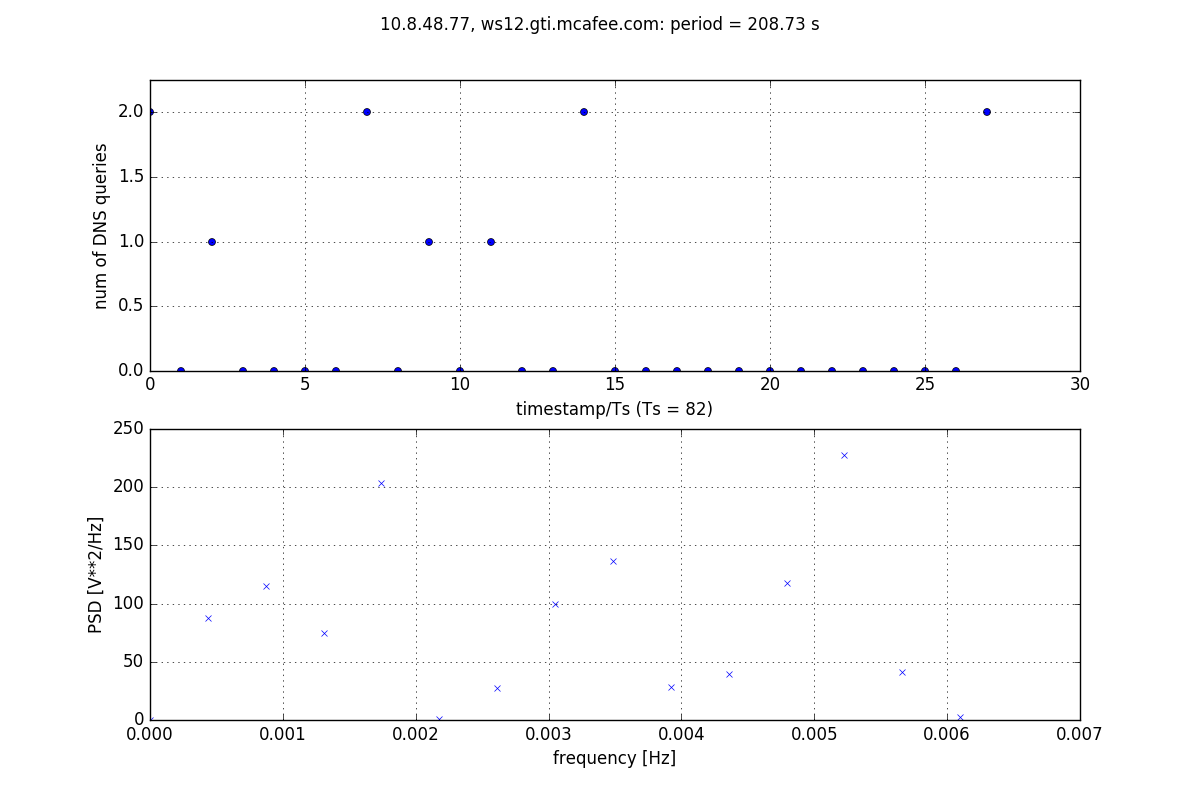 10.8.48.77, ws12.gti.mcafee.com: period = 208.73 s
num of DNS queries
2.0
1.5
1.0
0.5
0.0
0 5 10 15 20 25 30
timestamp/Ts (Ts = 82)
PSD [V**2/Hz]
250
200
150
100
50
0
0.000 0.001 0.002 0.003 0.004 0.005 0.006 0.007
frequency [Hz]